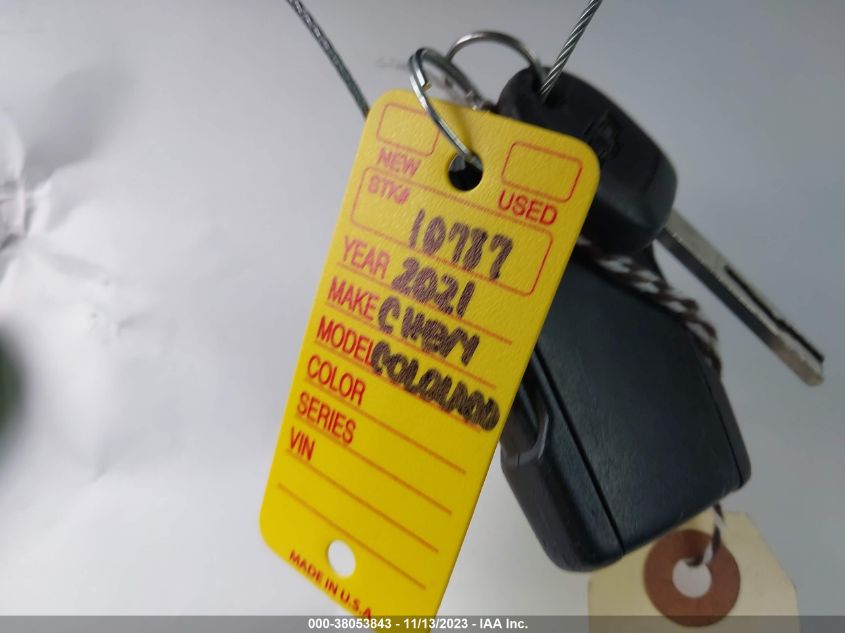 NEW
USED
STK#
10787
YEAR 2021
MAKE CHEVY
MODEL COLORADO
COLOR
SERIES
VIN
MADE IN U.S.A.
000-38053843 - 11/13/2023 - IAA Inc.